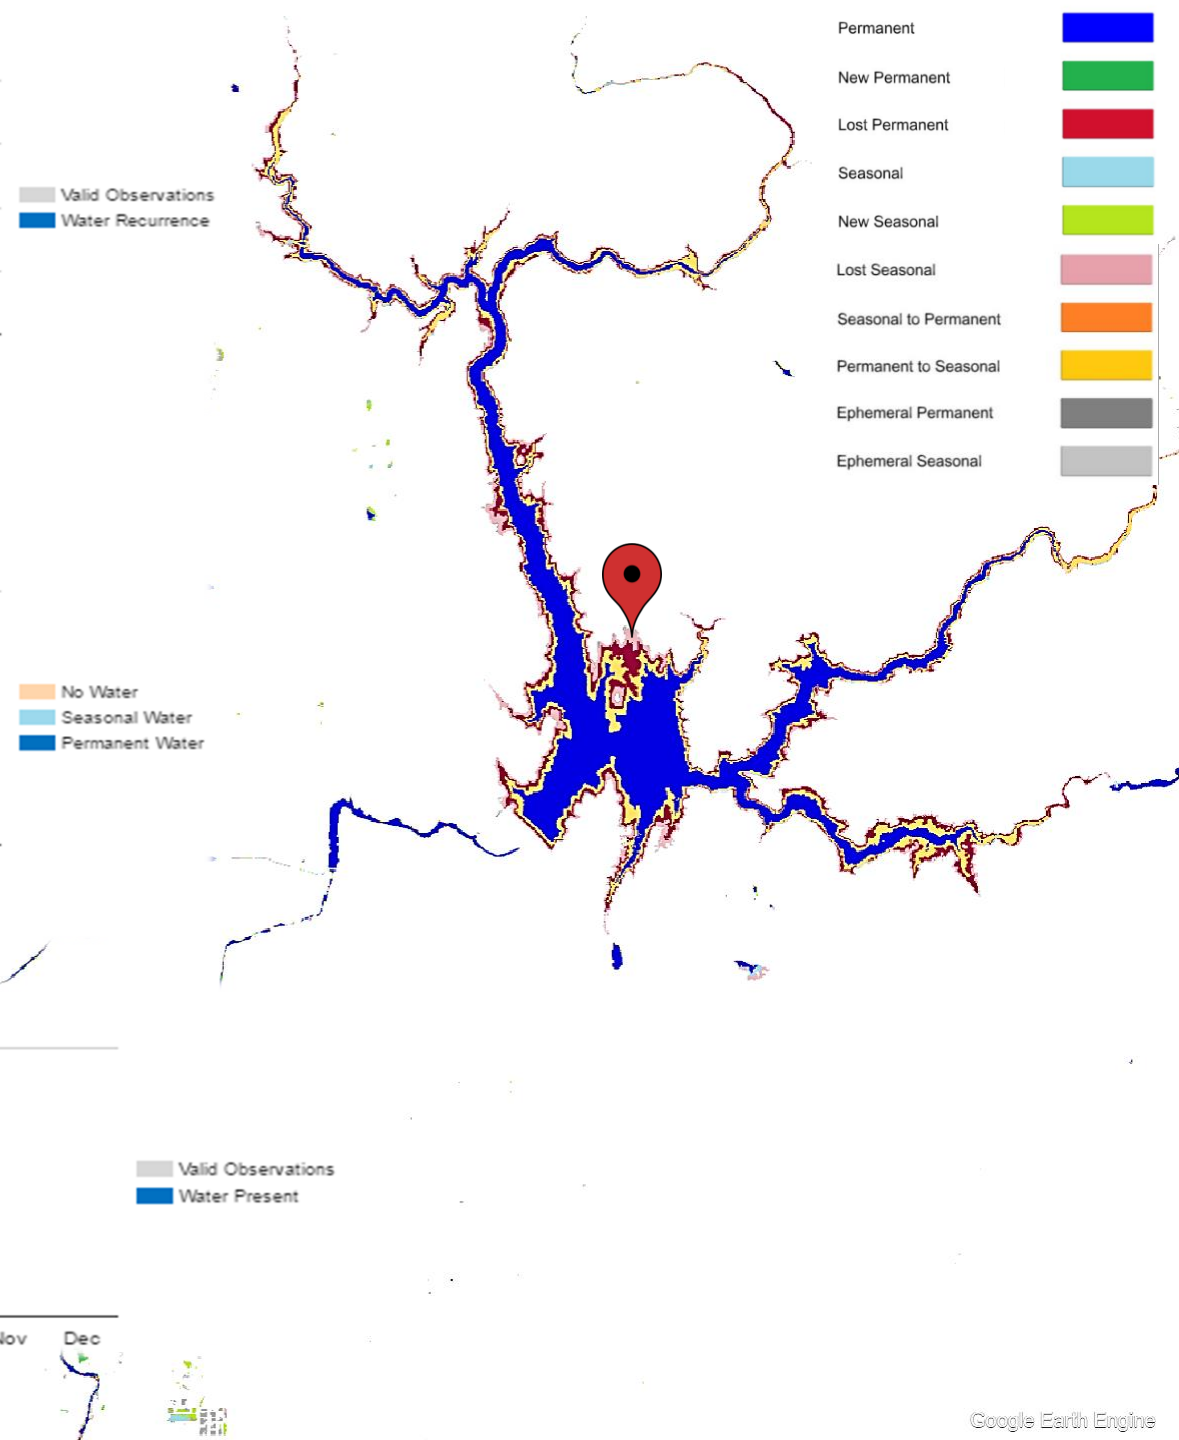 Permanent
New Permanent
Lost Permanent
Seasonal
New Seasonal
Lost Seasonal
Seasonal to Permanent
Permanent to Seasonal
Ephemeral Permanent
Ephemeral Seasonal
Valid Observations
Water Recurrence
No Water
Seasonal Water
Permanent Water
Valid Observations
Water Present
Nov Dec
Google Earth Engine